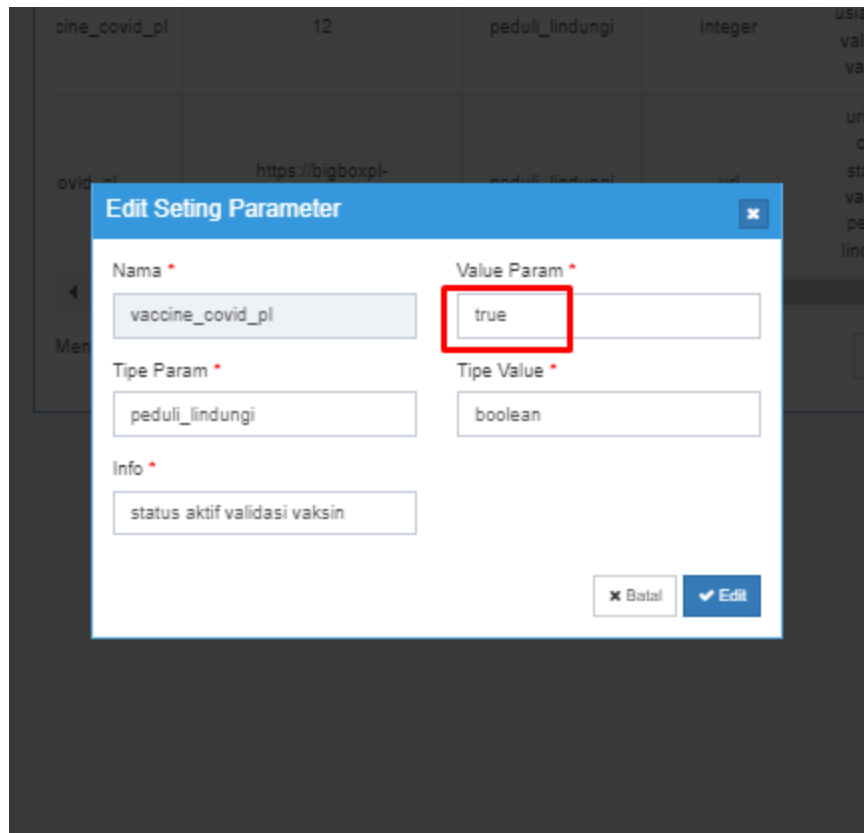 cine_covid_pl 12 peduli_lindungi integer
https://bigboxpl-
Edit Seting Parameter
Nama * Value Param *
vaccine_covid_pl true
Tipe Param * Tipe Value *
peduli_lindungi boolean
Info *
status aktif validasi vaksin
Batal Edit